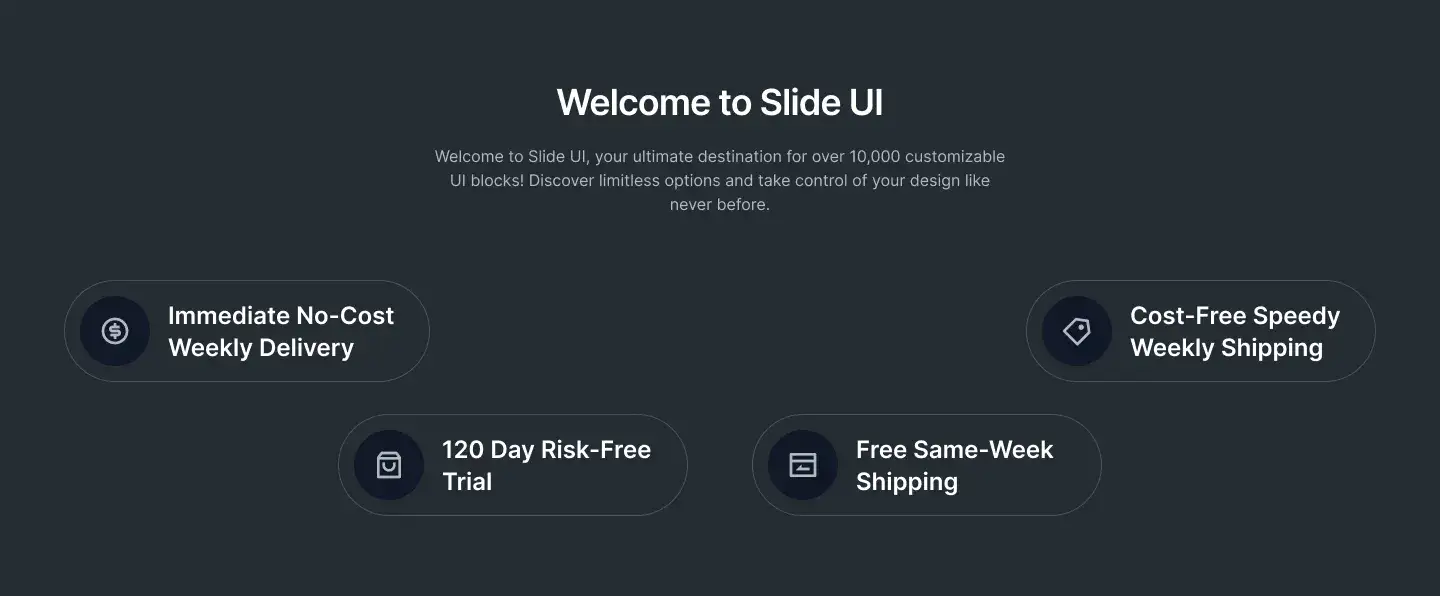 Welcome to Slide UI
Welcome to Slide UI, your ultimate destination for over 10,000 customizable
UI blocks! Discover limitless options and take control of your design like
never before.
Immediate No-Cost
Weekly Delivery
Cost-Free Speedy
Weekly Shipping
120 Day Risk-Free
Trial
Free Same-Week
Shipping